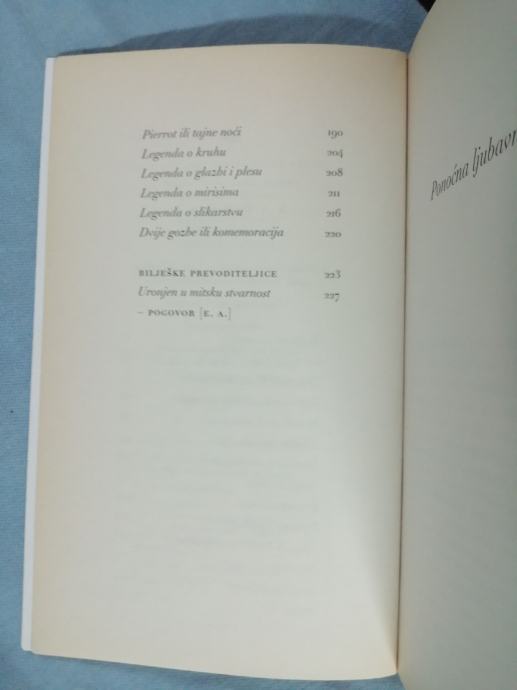 Pierrot ili tajne noći 190
Legenda o kruhu 204
Legenda o glazbi i plesu 208
Legenda o mirisima 211
Legenda o slikarstvu 216
Dvije gozbe ili komemoracija 220
BILJEŠKE PREVODITELJICE 223
Uronjen u mitsku stvarnost 227
– POGOVOR [E. A.]
Ponoćna ljubavn